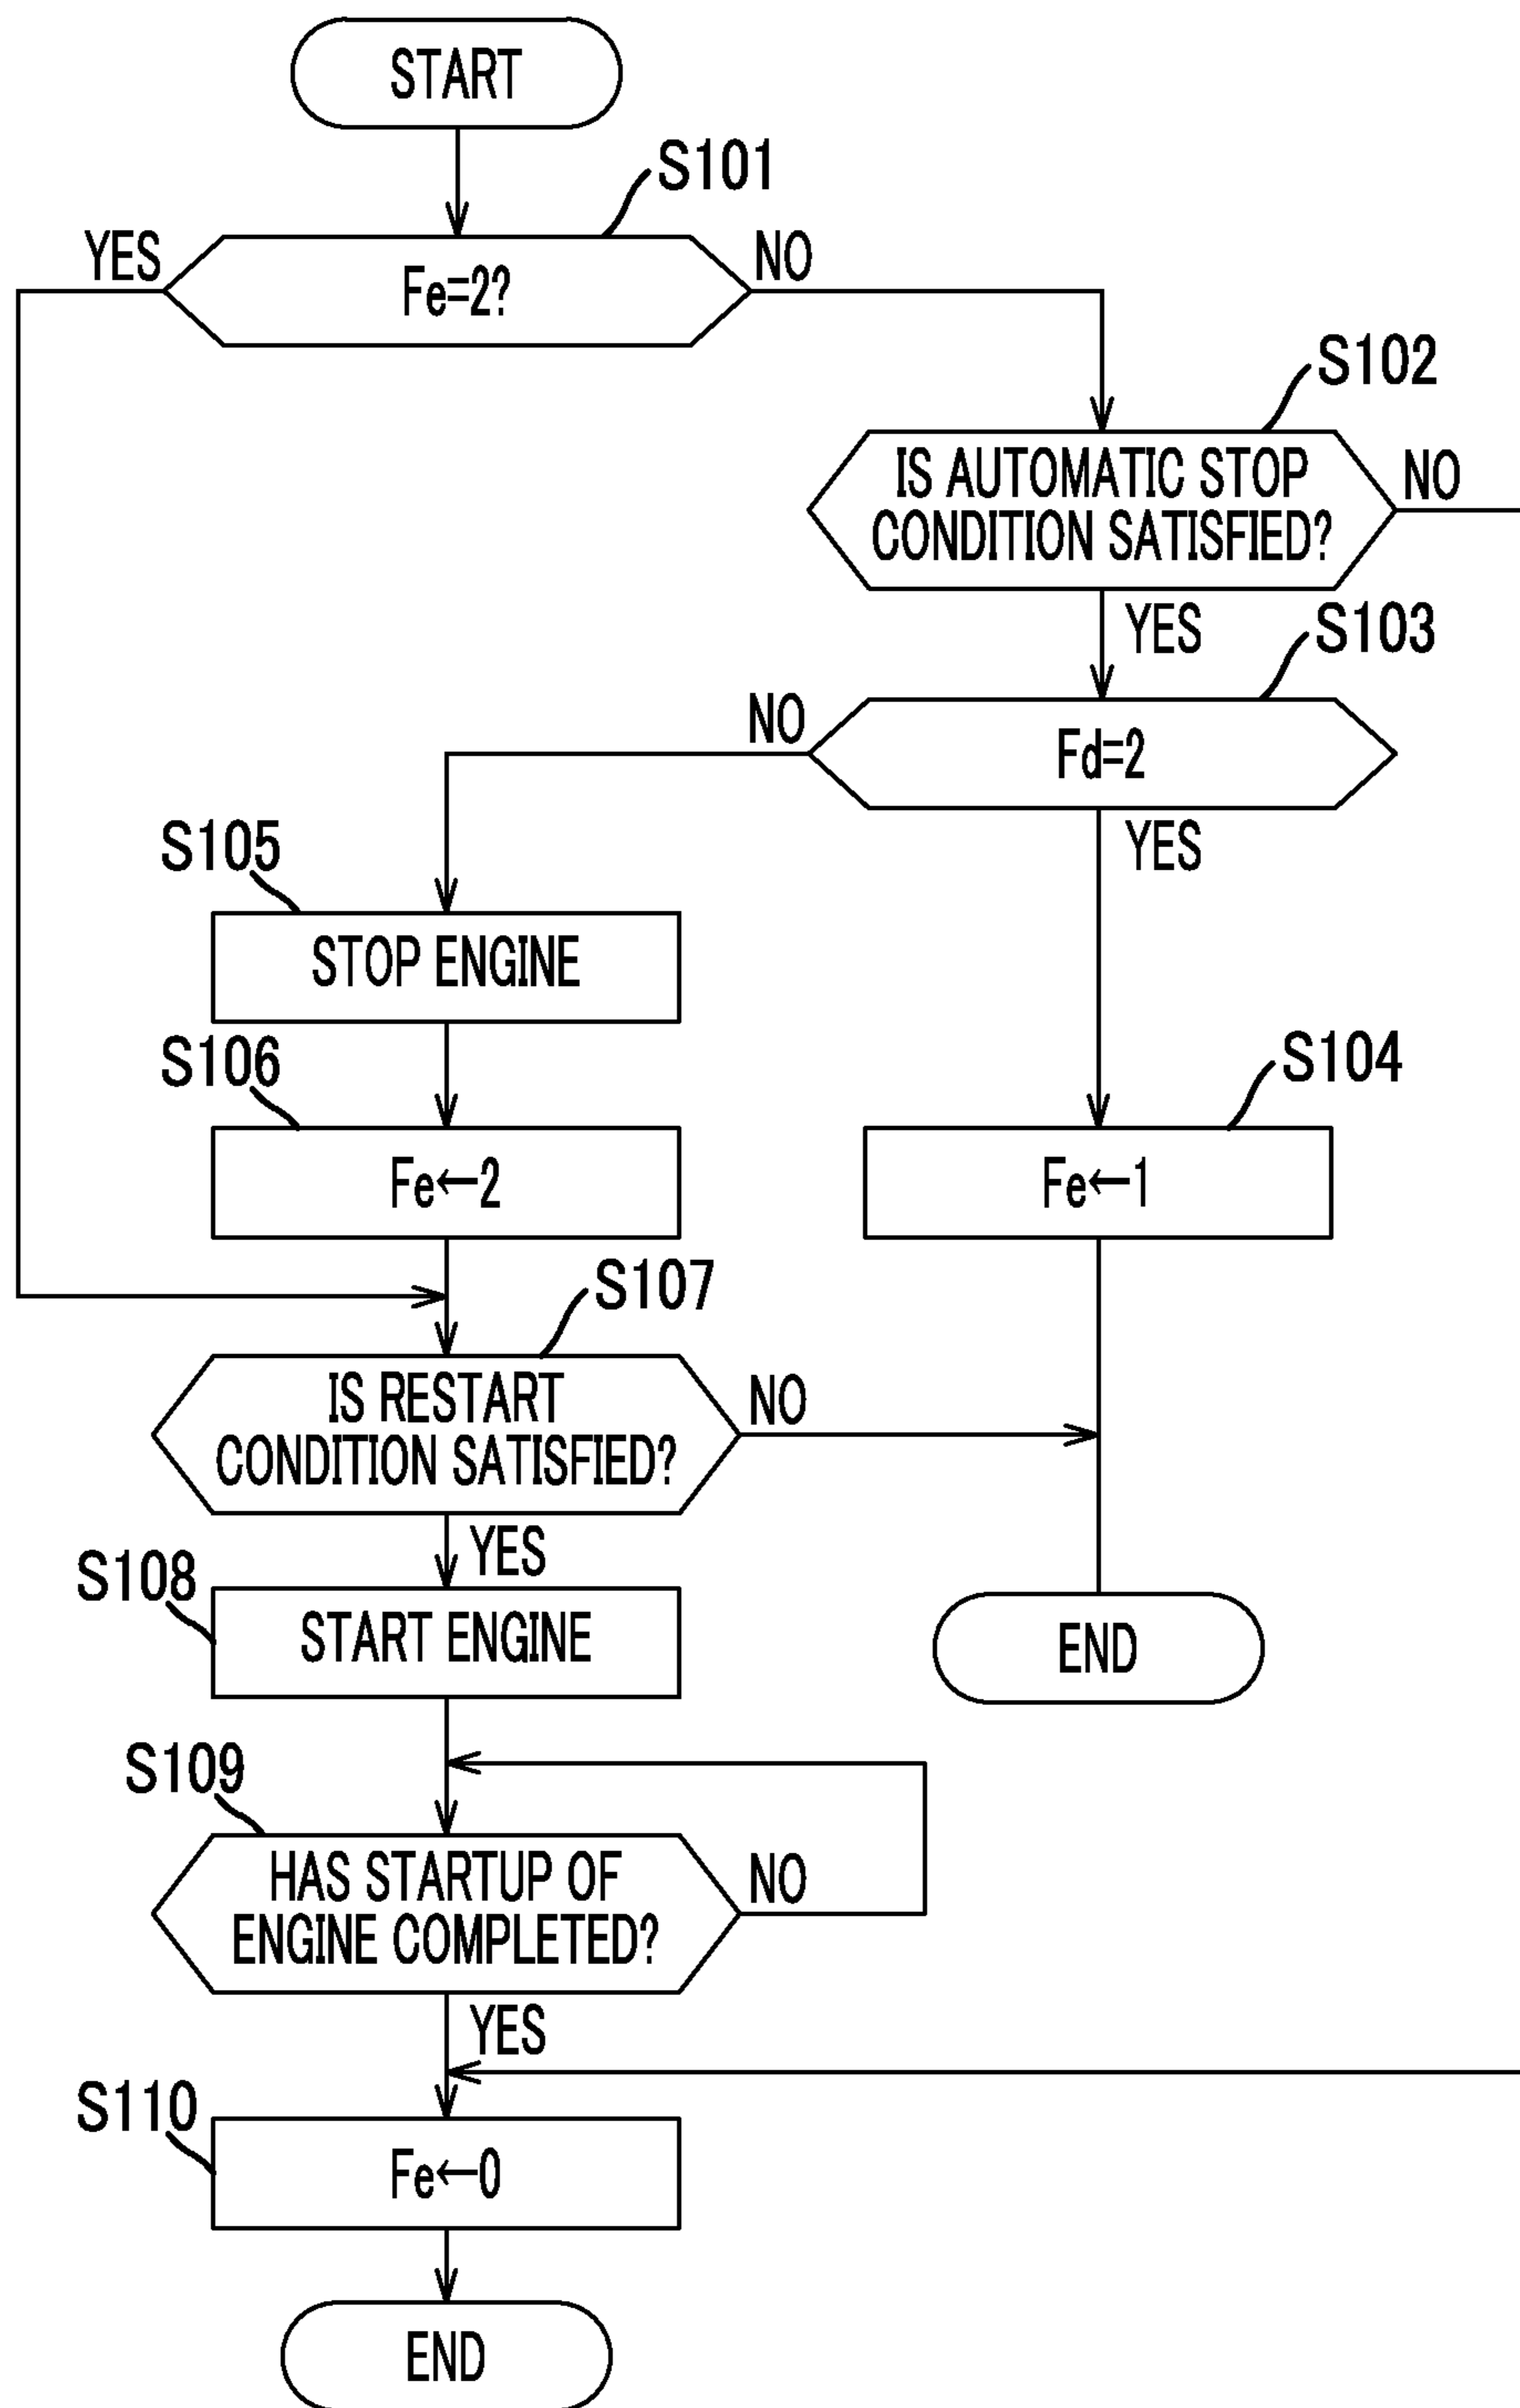 START
S101
YES
NO
Fe=2?
S102
IS AUTOMATIC STOP
CONDITION SATISFIED?
NO
YES
S103
NO
Fd=2
YES
S105
STOP ENGINE
S106
S104
Fe←2
Fe←1
S107
IS RESTART
CONDITION SATISFIED?
NO
YES
S108
START ENGINE
END
S109
HAS STARTUP OF
ENGINE COMPLETED?
NO
YES
S110
Fe←0
END